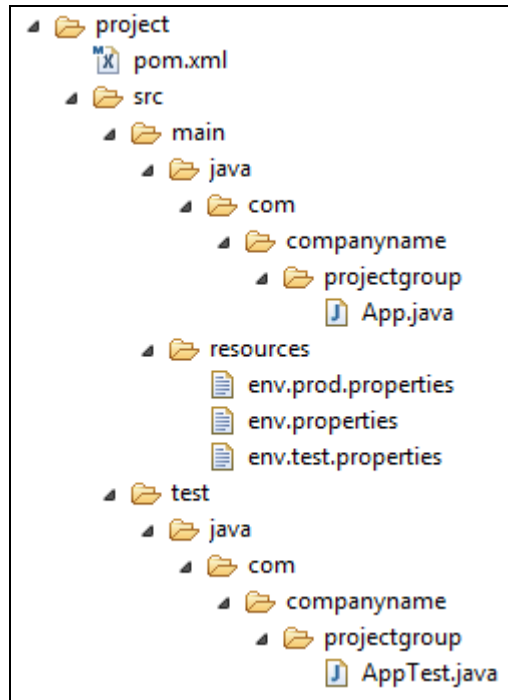 project
pom.xml
src
main
java
com
companyname
projectgroup
App.java
resources
env.prod.properties
env.properties
env.test.properties
test
java
com
companyname
projectgroup
AppTest.java